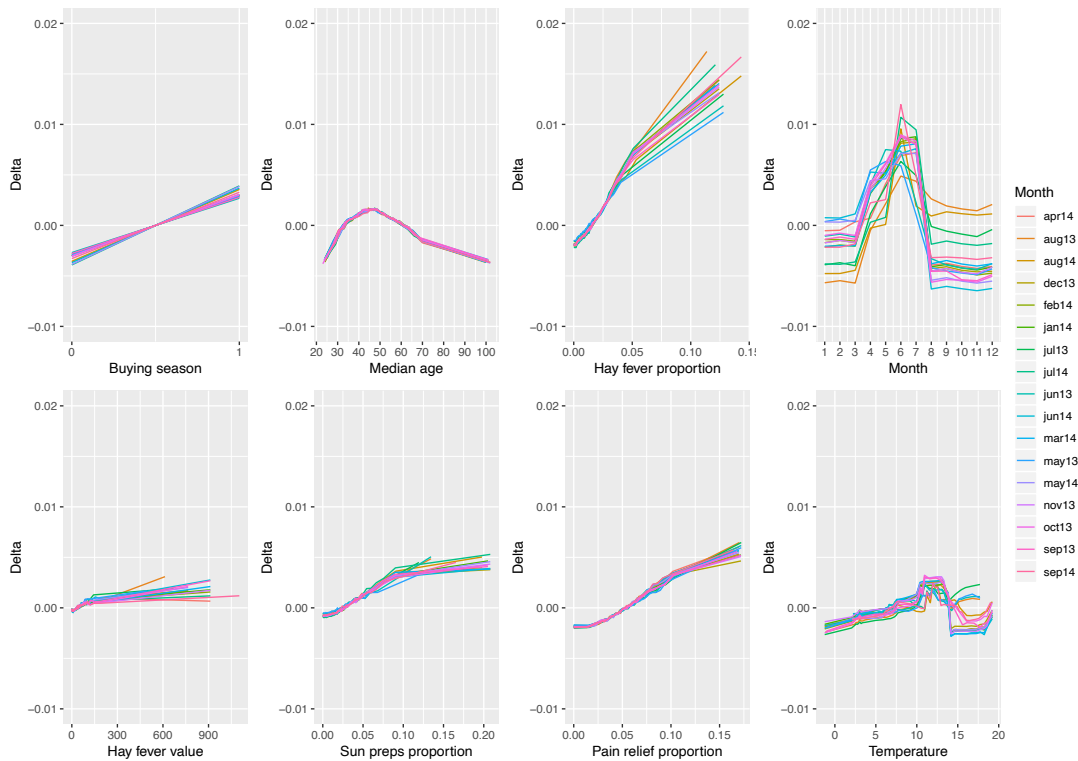 0.02
0.01
0.00
−0.01
Delta
0 1
Buying season
0.02
0.01
0.00
−0.01
Delta
20 30 40 50 60 70 80 90 100
Median age
0.02
0.01
0.00
−0.01
Delta
0.00 0.05 0.10
Hay fever proportion
0.02
0.01
0.00
−0.01
Delta
1 2 3 4 5 6 7 8 9 10 11 12
Month
0.02
0.01
0.00
−0.01
Delta
0 300 600 900
Hay fever value
0.02
0.01
0.00
−0.01
Delta
0.00 0.05 0.10 0.15 0.20
Sun preps proportion
0.02
0.01
0.00
−0.01
Delta
0.00 0.05 0.10 0.15
Pain relief proportion
0.02
0.01
0.00
−0.01
Delta
0 5 10 15 20
Temperature
Month
apr14
aug13
aug14
dec13
feb14
jan14
jul13
jul14
jun13
jun14
mar14
may13
may14
nov13
oct13
sep13
sep14